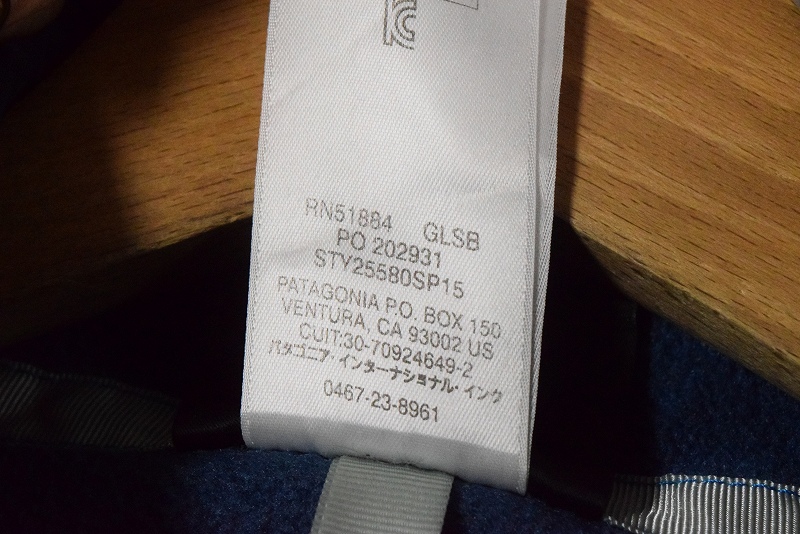 RN51884 GLSB
PO 202931
STY25580SP15
PATAGONIA P.O. BOX 150
VENTURA, CA 93002 US
CUIT:30-70924649-2
パタゴニア・インターナショナル・インク
0467-23-8961